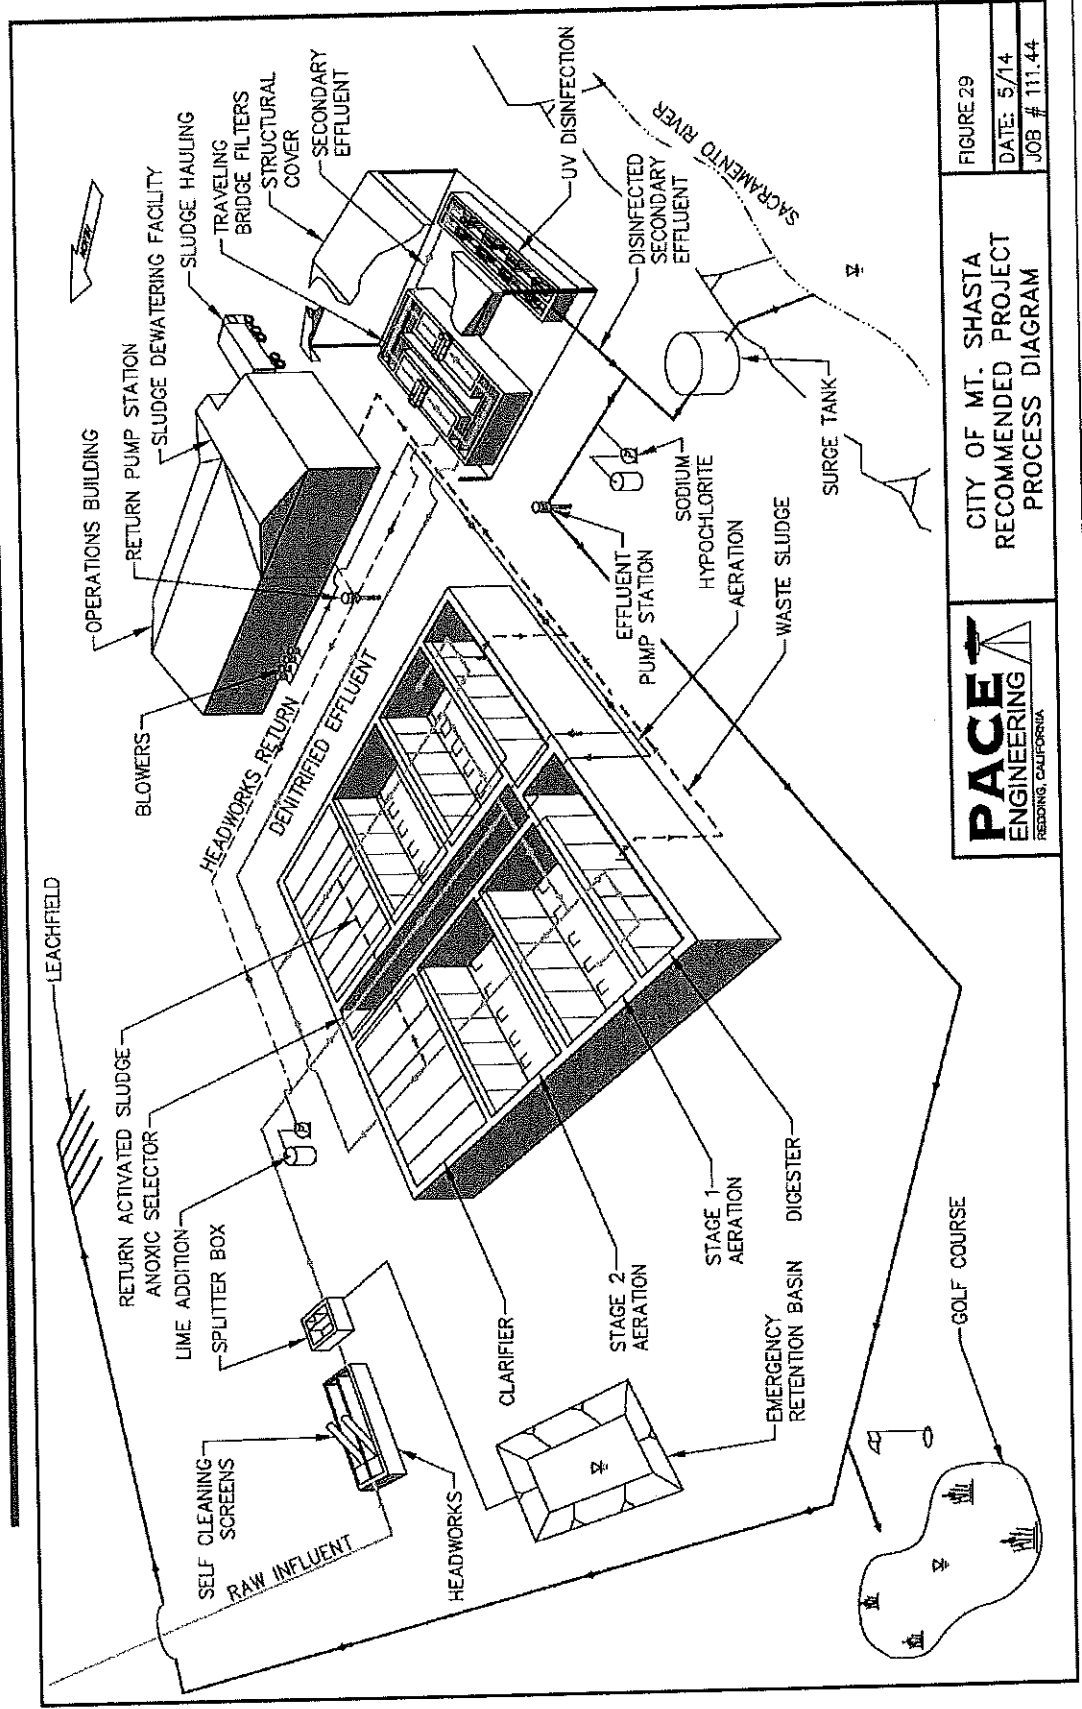 LEACHFIELD
OPERATIONS BUILDING
RETURN PUMP STATION
SLUDGE DEWATERING FACILITY
SLUDGE HAULING
TRAVELING
BRIDGE FILTERS
STRUCTURAL
COVER
SECONDARY
EFFLUENT
BLOWERS
HEADWORKS RETURN
DENITRIFIED EFFLUENT
UV DISINFECTION
RETURN ACTIVATED SLUDGE
ANOXIC SELECTOR
LIME ADDITION
SPLITTER BOX
SELF CLEANING
SCREENS
RAW INFLUENT
HEADWORKS
DISINFECTED
SECONDARY
EFFLUENT
SACRAMENTO RIVER
CLARIFIER
STAGE 2
AERATION
STAGE 1
AERATION
DIGESTER
EMERGENCY
RETENTION BASIN
EFFLUENT
PUMP STATION
SODIUM
HYPOCHLORITE
AERATION
WASTE SLUDGE
SURGE TANK
GOLF COURSE
PACE
ENGINEERING
REDDING, CALIFORNIA
CITY OF MT. SHASTA
RECOMMENDED PROJECT
PROCESS DIAGRAM
FIGURE 29
DATE: 5/14
JOB # 111.44